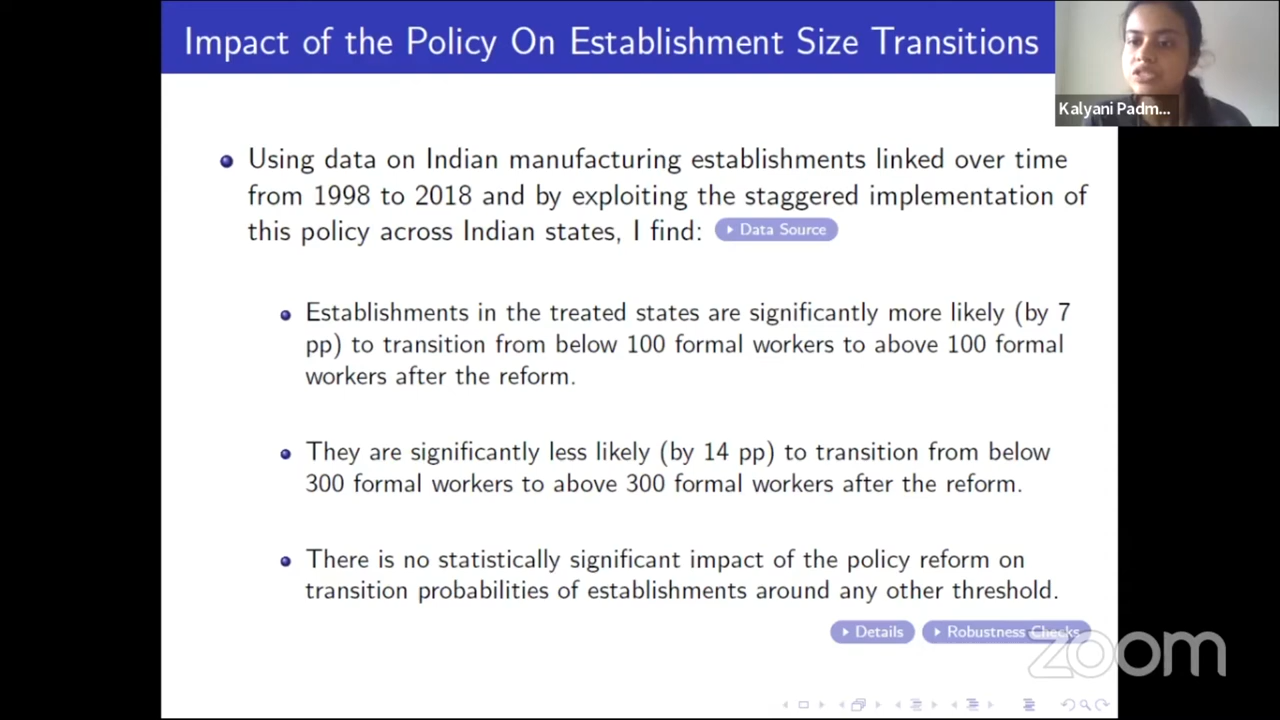 Impact of the Policy On Establishment Size Transitions
Kalyani Padm...
Using data on Indian manufacturing establishments linked over time
from 1998 to 2018 and by exploiting the staggered implementation of
this policy across Indian states, I find:
Data Source
Establishments in the treated states are significantly more likely (by 7
pp) to transition from below 100 formal workers to above 100 formal
workers after the reform.
They are significantly less likely (by 14 pp) to transition from below
300 formal workers to above 300 formal workers after the reform.
There is no statistically significant impact of the policy reform on
transition probabilities of establishments around any other threshold.
Details
Robustness Checks
zoom